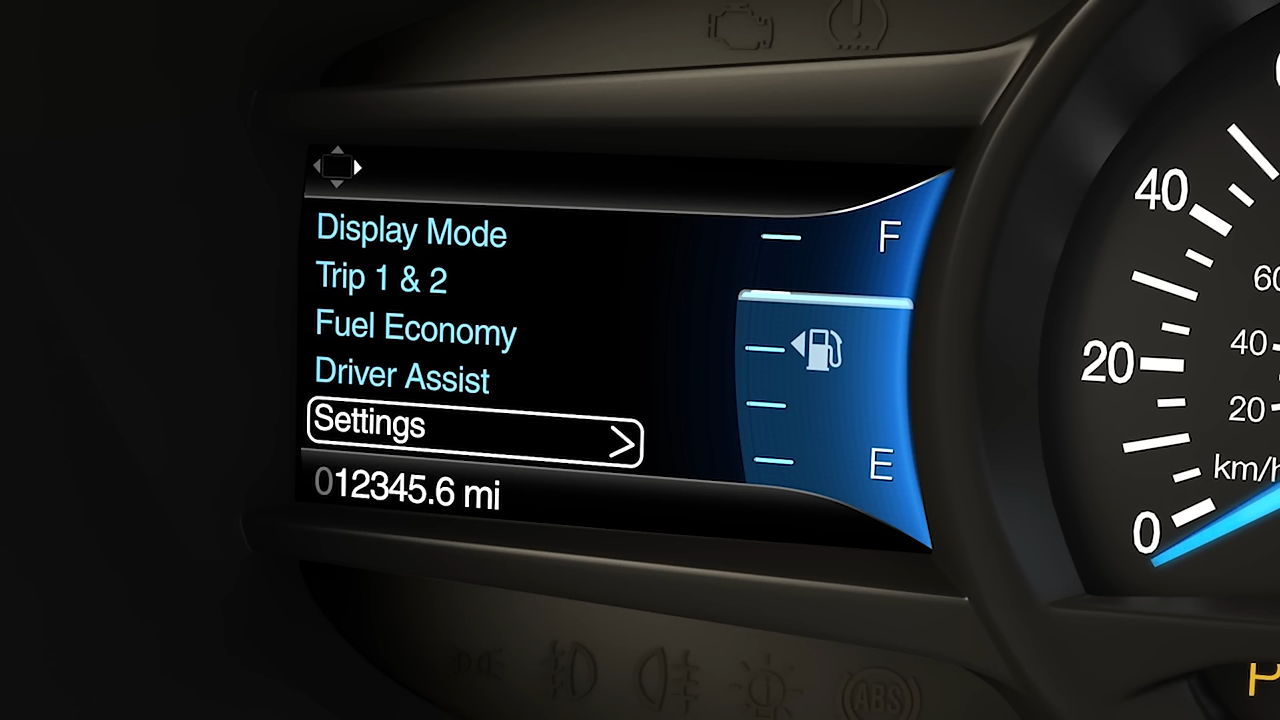 Display Mode
Trip 1 & 2
Fuel Economy
Driver Assist
Settings
012345.6 mi
F
E
40
20
0
60
40
20
km/h
ABS
P